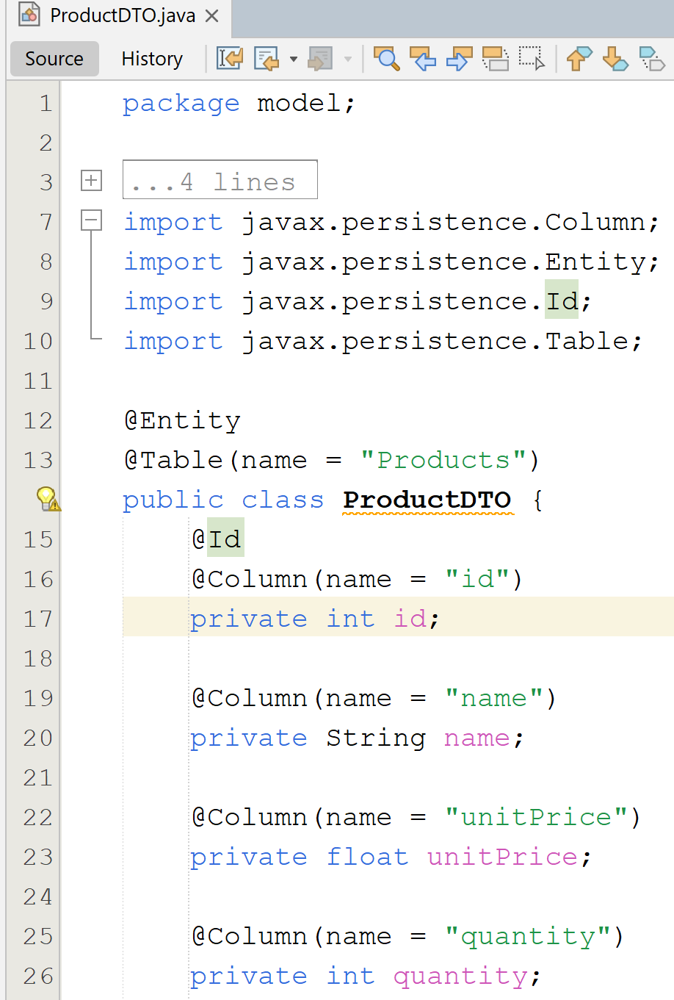 ProductDTO.java
Source History
1 package model;
2
3 ...4 lines
7 import javax.persistence.Column;
8 import javax.persistence.Entity;
9 import javax.persistence.Id;
10 import javax.persistence.Table;
11
12 @Entity
13 @Table(name = "Products")
public class ProductDTO {
15 @Id
16 @Column(name = "id")
17 private int id;
18
19 @Column(name = "name")
20 private String name;
21
22 @Column(name = "unitPrice")
23 private float unitPrice;
24
25 @Column(name = "quantity")
26 private int quantity;